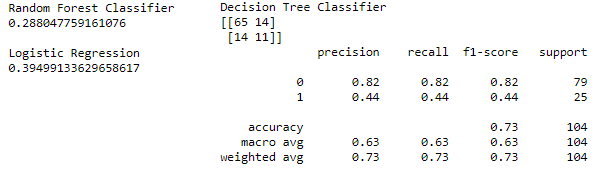 Random Forest Classifier
0.288047759161076
Logistic Regression
0.39499133629658617
Decision Tree Classifier
[[65 14]
[14 11]]
precision recall f1-score support
0 0.82 0.82 0.82 79
1 0.44 0.44 0.44 25
accuracy 0.73 104
macro avg 0.63 0.63 0.63 104
weighted avg 0.73 0.73 0.73 104